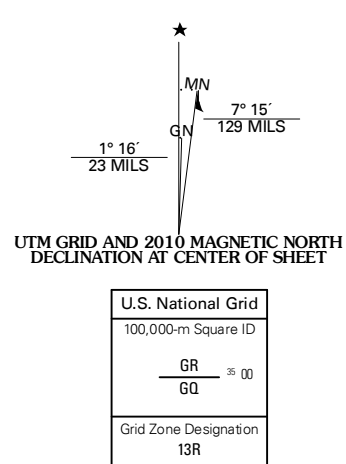 ★
MN
7° 15´
129 MILS
GN
1° 16´
23 MILS
UTM GRID AND 2010 MAGNETIC NORTH
DECLINATION AT CENTER OF SHEET
U.S. National Grid
100,000-m Square ID
GR
35 00
GQ
Grid Zone Designation
13R